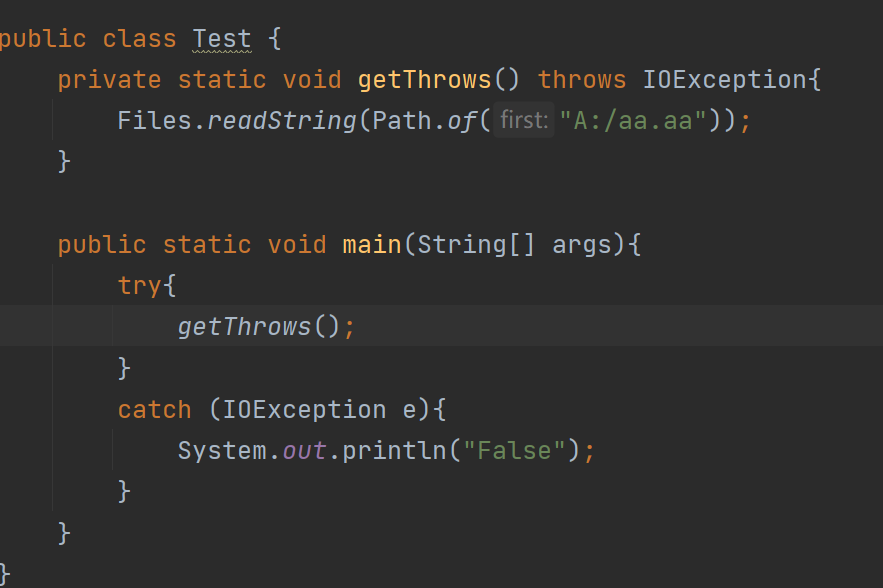 public class Test {
    private static void getThrows() throws IOException{
        Files.readString(Path.of( first: "A:/aa.aa"));
    }

    public static void main(String[] args){
        try{
            getThrows();
        }
        catch (IOException e){
            System.out.println("False");
        }
    }
}